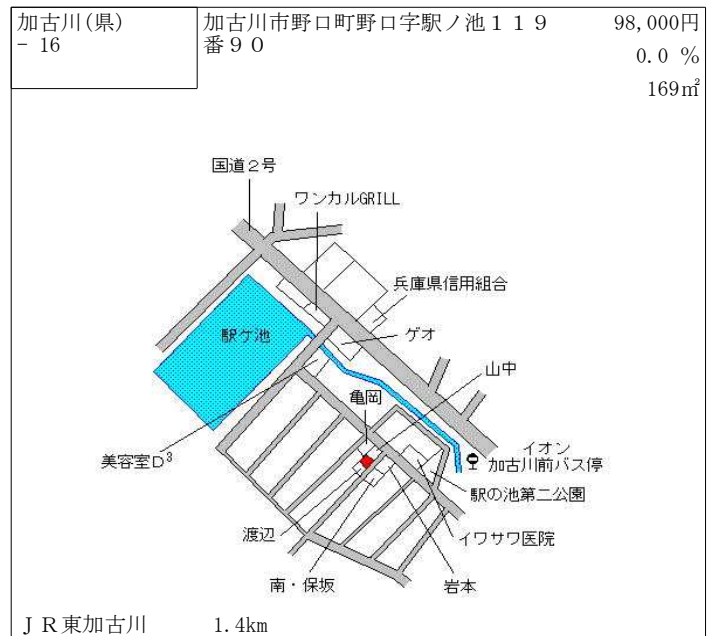 加古川(県)
- 16
加古川市野口町野口字駅ノ池１１９
番９０
98,000円
0.0 %
169㎡
国道２号
ワンカルGRILL
兵庫県信用組合
駅ケ池
ゲオ
山中
亀岡
美容室D³
イオン
加古川前バス停
駅の池第二公園
渡辺
イワサワ医院
南・保坂
岩本
ＪＲ東加古川 1.4km